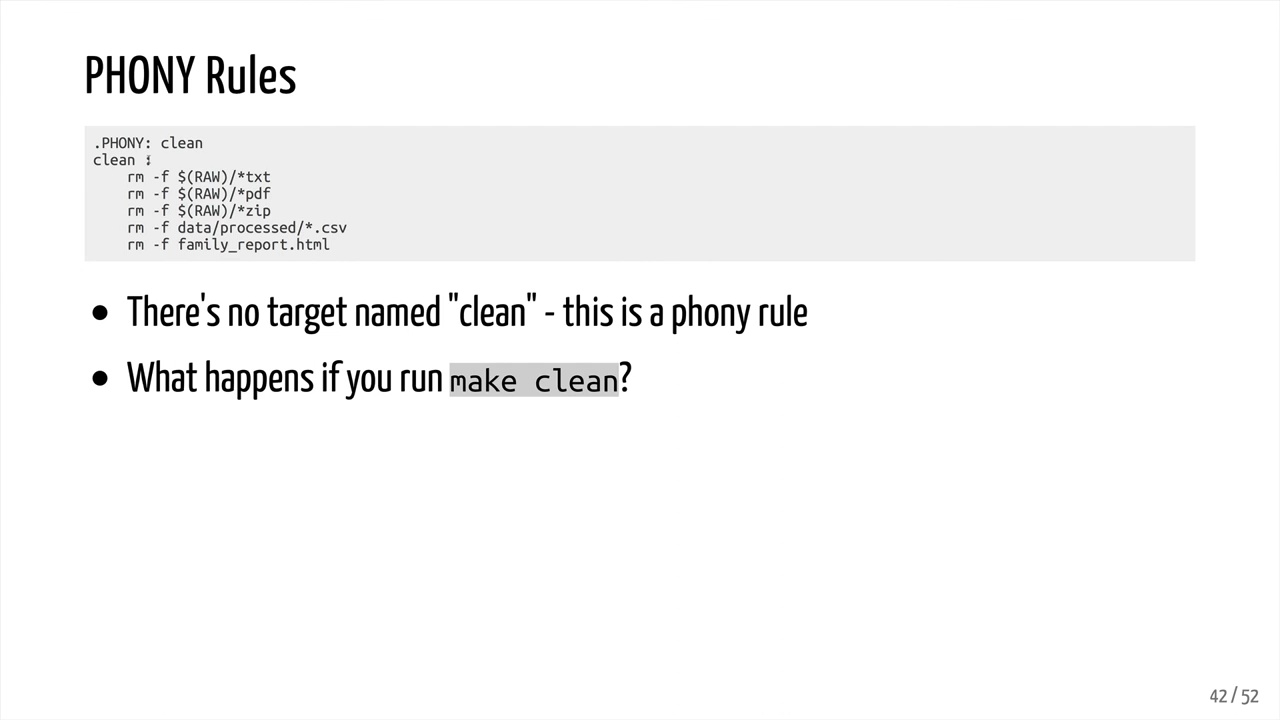 PHONY Rules
.PHONY: clean
clean :
rm -f $(RAW)/*txt
rm -f $(RAW)/*pdf
rm -f $(RAW)/*zip
rm -f data/processed/*.csv
rm -f family_report.html
• There's no target named "clean" - this is a phony rule
• What happens if you run make clean?
42 / 52